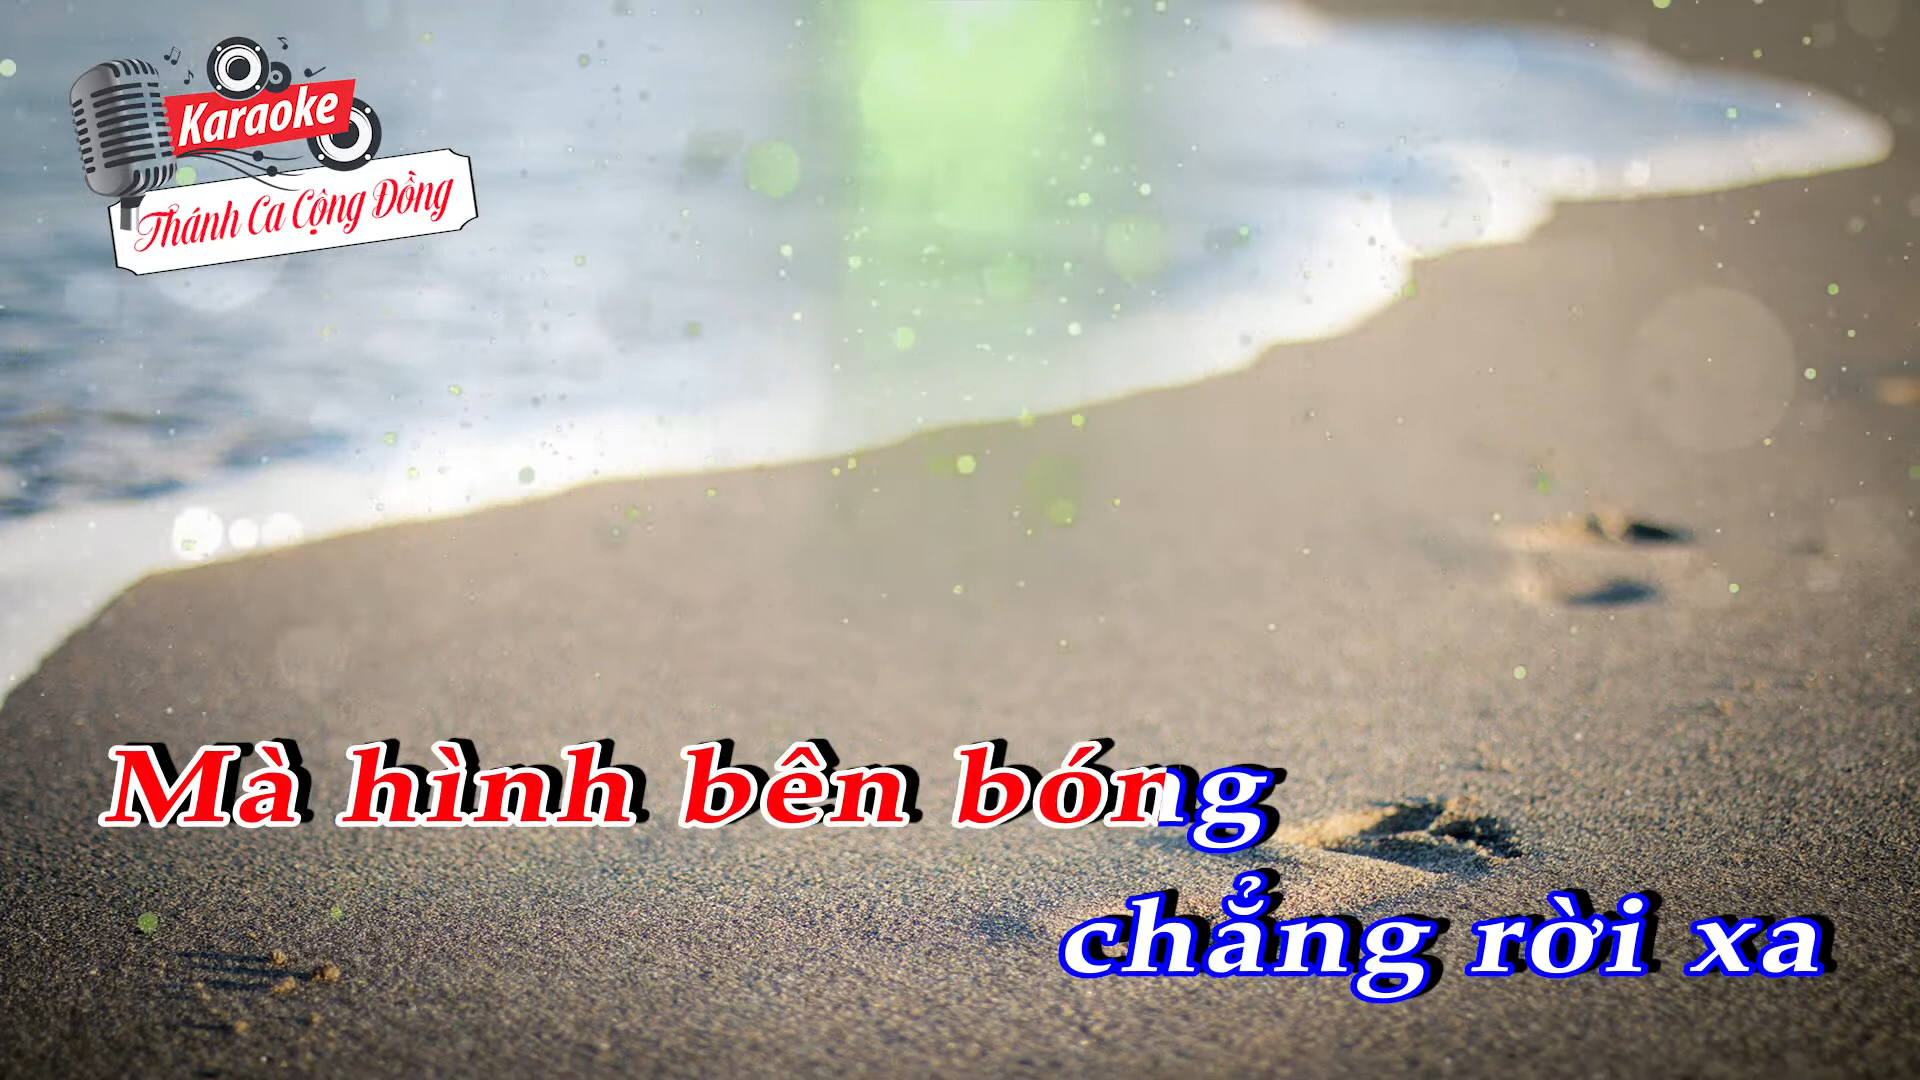 Karaoke
Thánh Ca Cộng Đồng
Mà hình bên bóng
chẳng rời xa